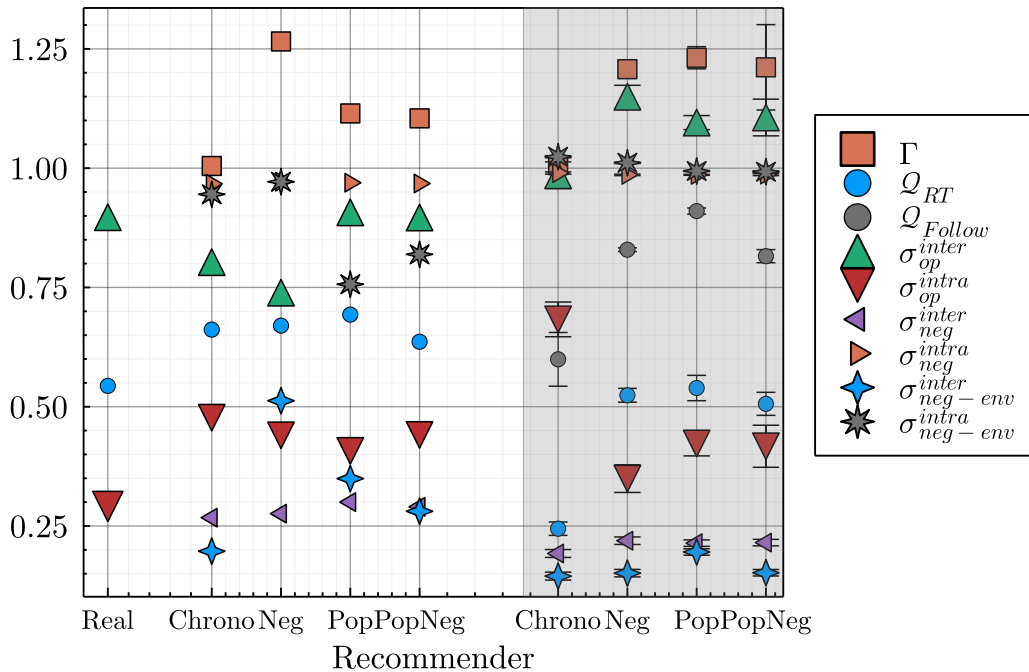 1.25
1.00
0.75
0.50
0.25
Real Chrono Neg Pop PopNeg Chrono Neg Pop PopNeg
Recommender
Γ
𝒬_RT
𝒬_Follow
σ_op^inter
σ_op^intra
σ_neg^inter
σ_neg^intra
σ_neg−env^inter
σ_neg−env^intra